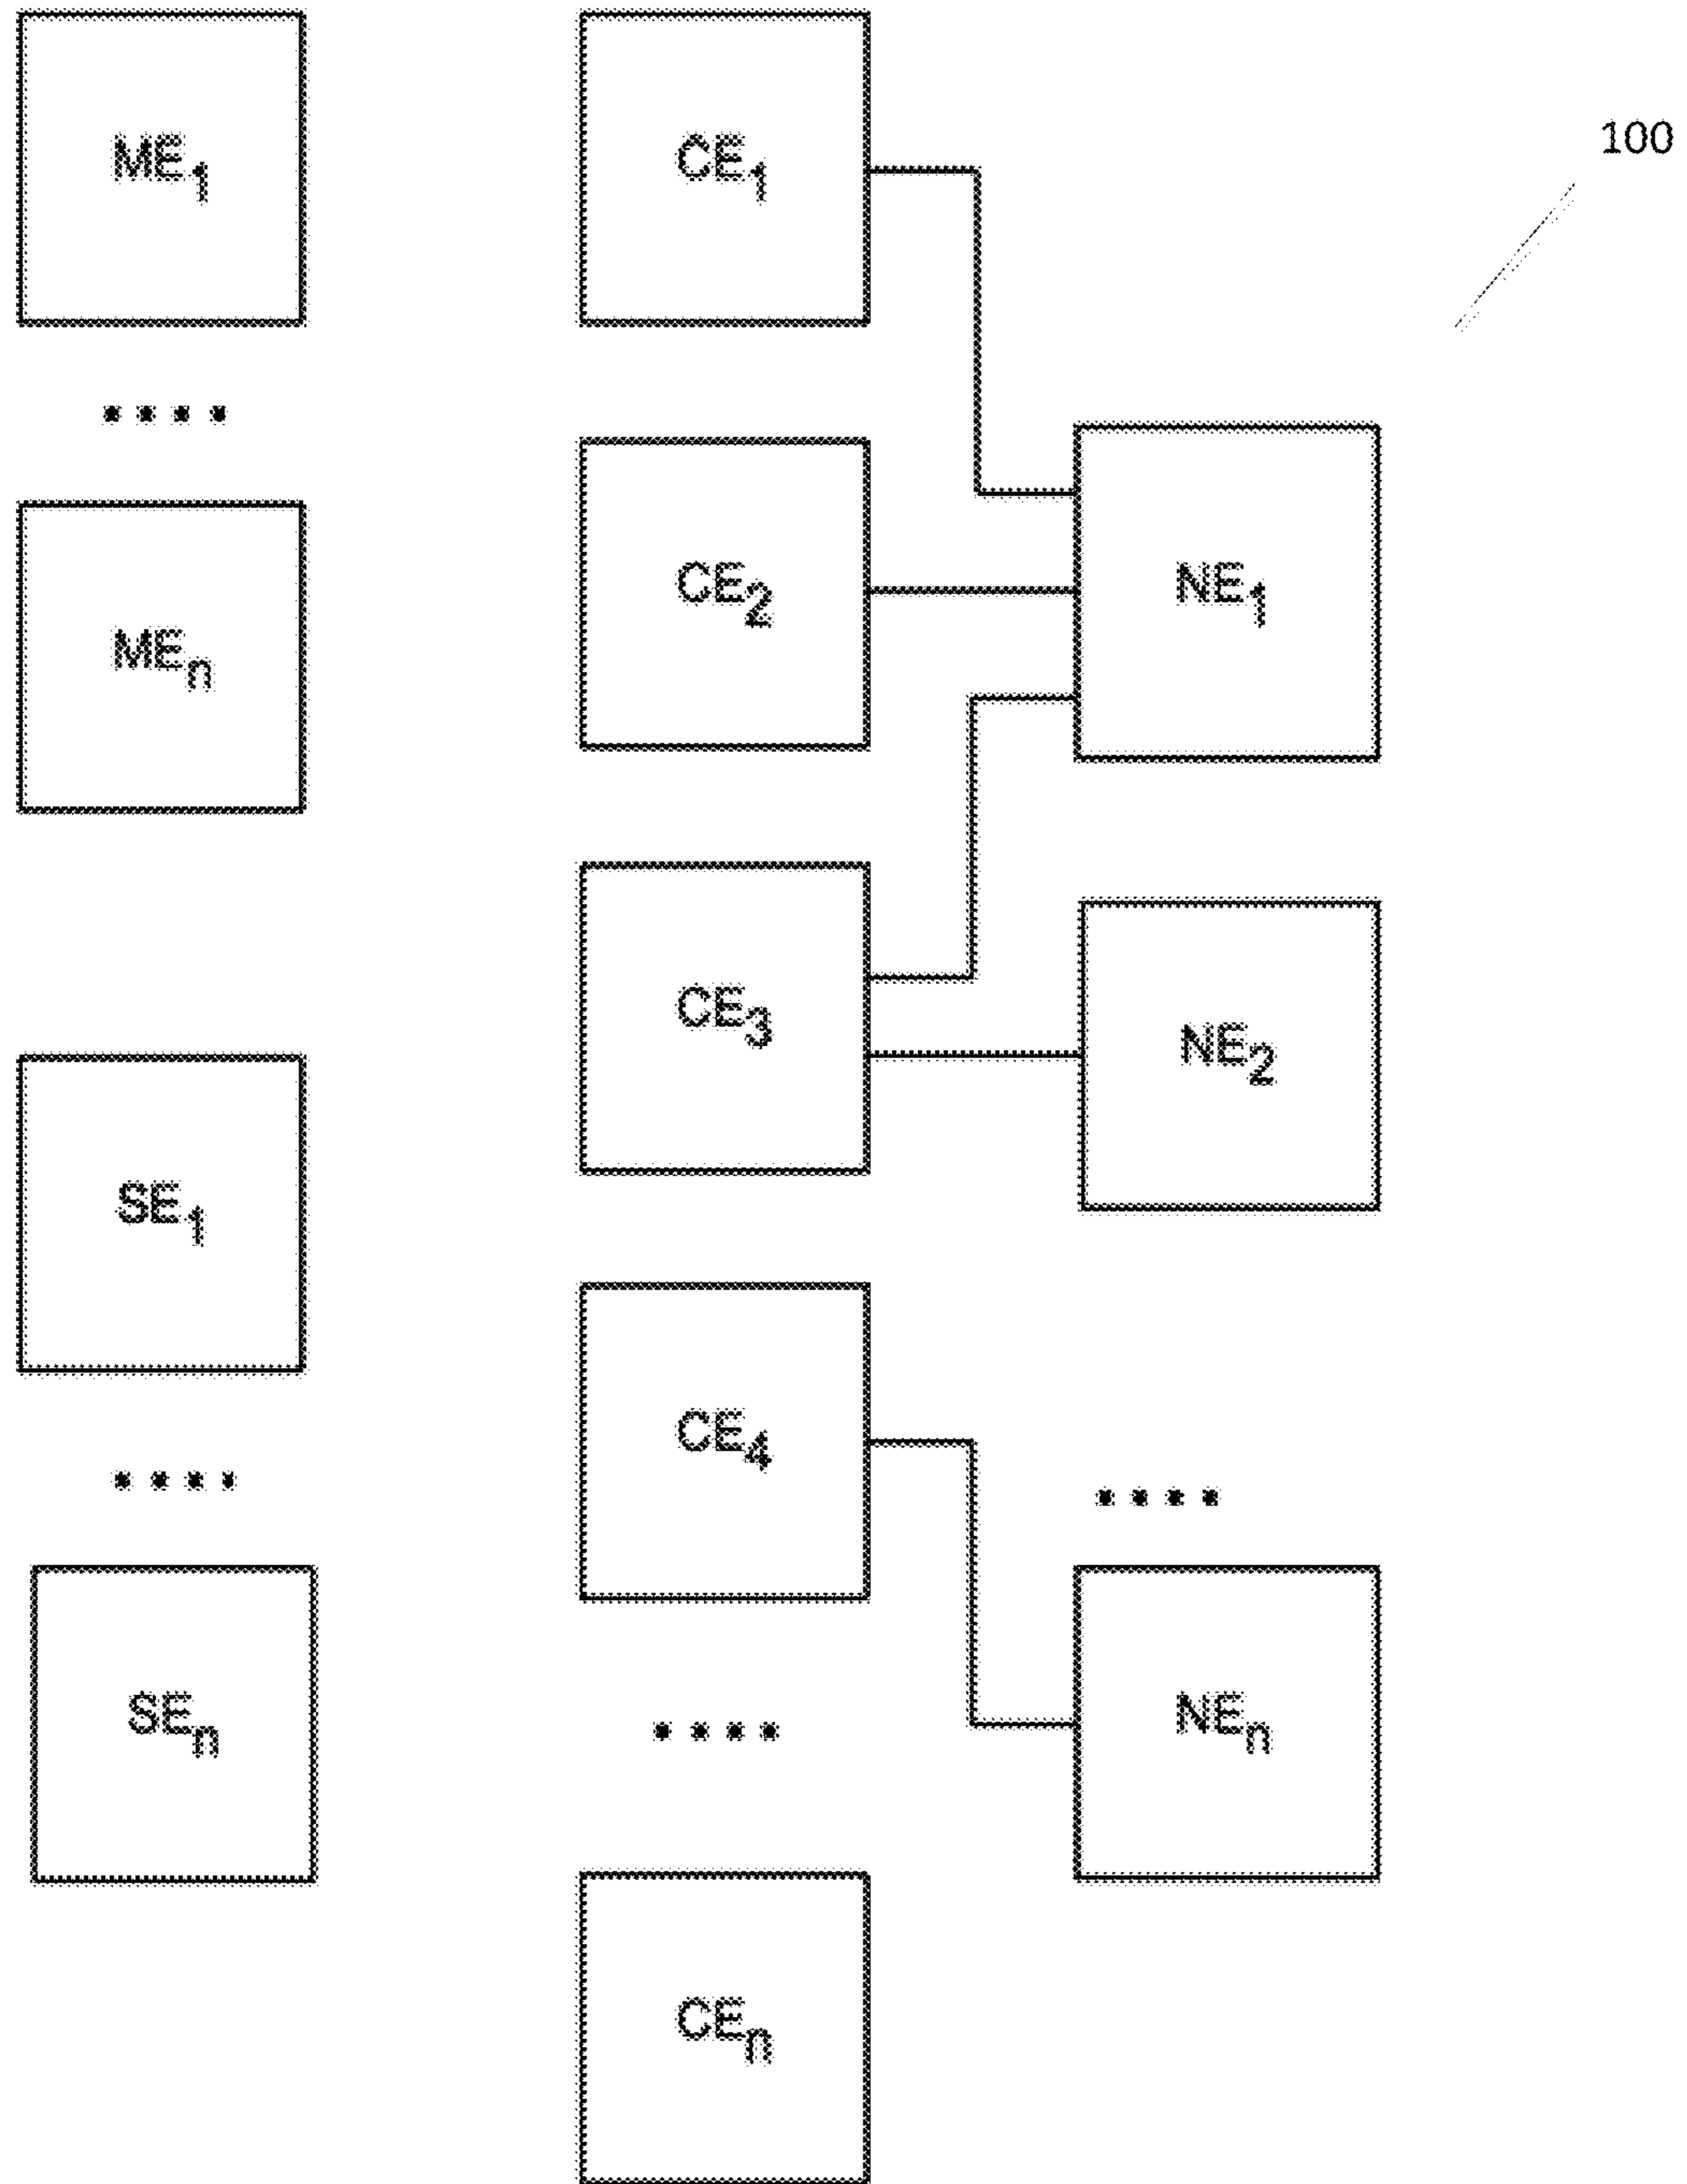 ME₁
....
MEₙ
SE₁
....
SEₙ
CE₁
CE₂
CE₃
CE₄
....
CEₙ
100
NE₁
NE₂
....
NEₙ